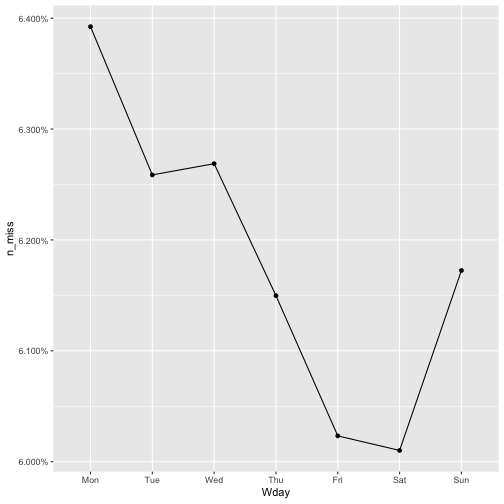 6.400%
6.300%
6.200%
6.100%
6.000%
n_miss
Mon Tue Wed Thu Fri Sat Sun
Wday